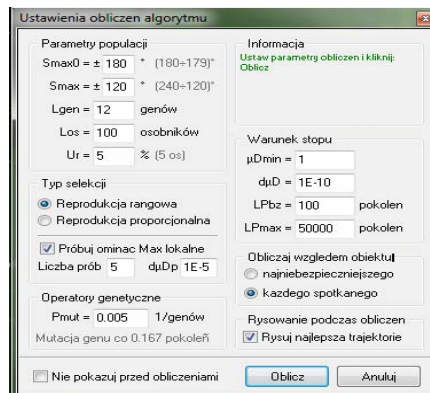 Ustawienia obliczen algorytmu
Parametry populacji
Smax0 = ± 180 ° (180÷179)°
Smax = ± 120 ° (240÷120)°
Lgen = 12 genów
Los = 100 osobników
Ur = 5 % (5 os)
Typ selekcji
Reprodukcja rangowa
Reprodukcja proporcjonalna
Próbuj ominac Max lokalne
Liczba prób 5 dµDp 1E-5
Operatory genetyczne
Pmut = 0.005 1/genów
Mutacja genu co 0.167 pokoleń
Informacja
Ustaw parametry obliczen i kliknij:
Oblicz
Warunek stopu
µDmin = 1
dµD = 1E-10
LPbz = 100 pokolen
LPmax = 50000 pokolen
Obliczaj wzgledem obiektu
najniebezpieczniejszego
kazdego spotkanego
Rysowanie podczas obliczen
Rysuj najlepsza trajektorie
Nie pokazuj przed obliczeniami
Oblicz
Anuluj